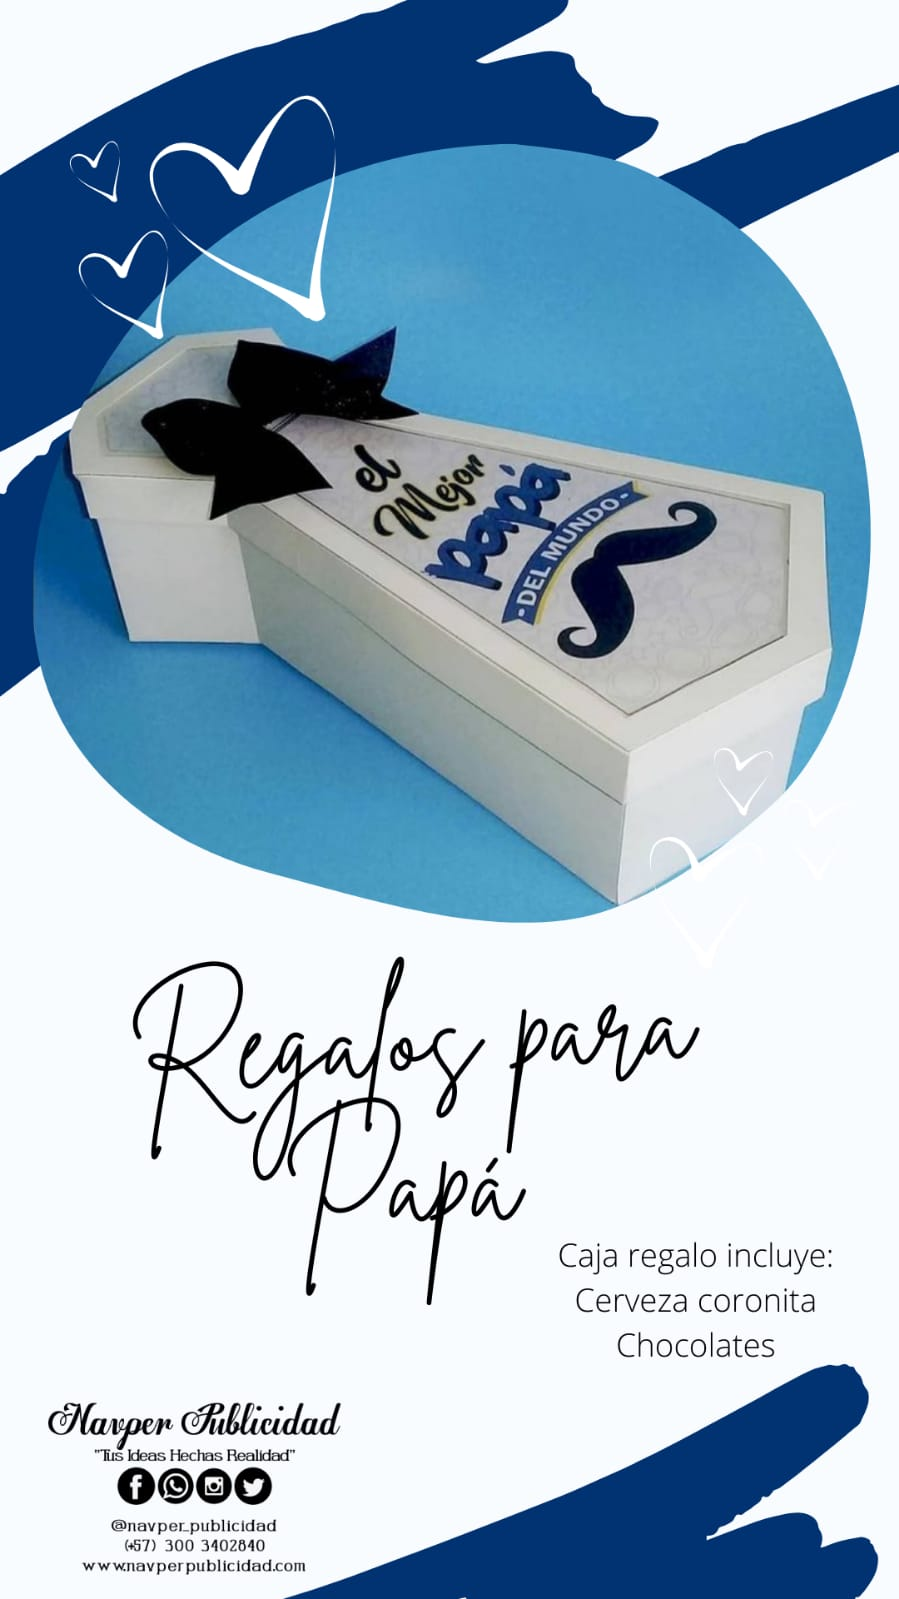 el
Mejor
papá
·DEL MUNDO·
Regalos para
Papá
Caja regalo incluye:
Cerveza coronita
Chocolates
Navper Publicidad
"Tus Ideas Hechas Realidad"
@navper_publicidad
(+57) 300 3402840
www.navperpublicidad.com